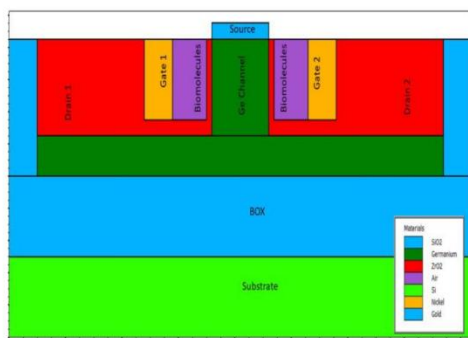 Source
Drain 1
Gate 1
Biomolecules
Ge Channel
Biomolecules
Gate 2
Drain 2
BOX
Substrate
Materials
SiO2
Germanium
ZrO2
Air
Si
Nickel
Gold